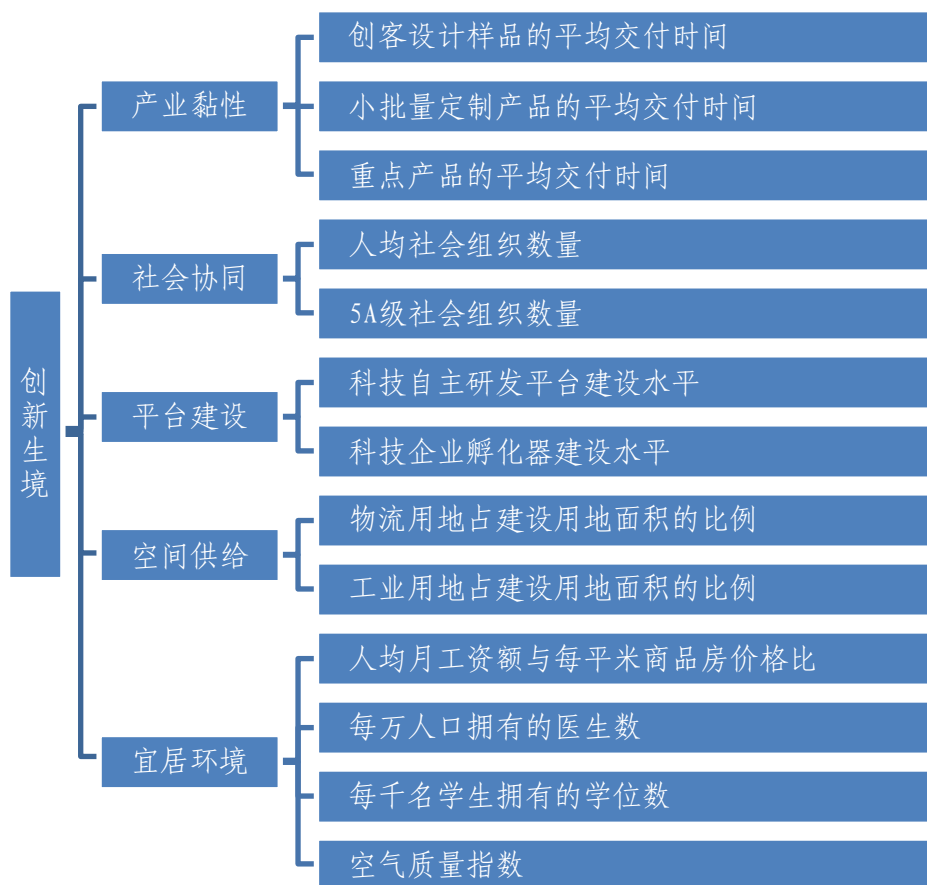 创新生境
产业黏性
创客设计样品的平均交付时间
小批量定制产品的平均交付时间
重点产品的平均交付时间
社会协同
人均社会组织数量
5A级社会组织数量
平台建设
科技自主研发平台建设水平
科技企业孵化器建设水平
空间供给
物流用地占建设用地面积的比例
工业用地占建设用地面积的比例
宜居环境
人均月工资额与每平米商品房价格比
每万人口拥有的医生数
每千名学生拥有的学位数
空气质量指数